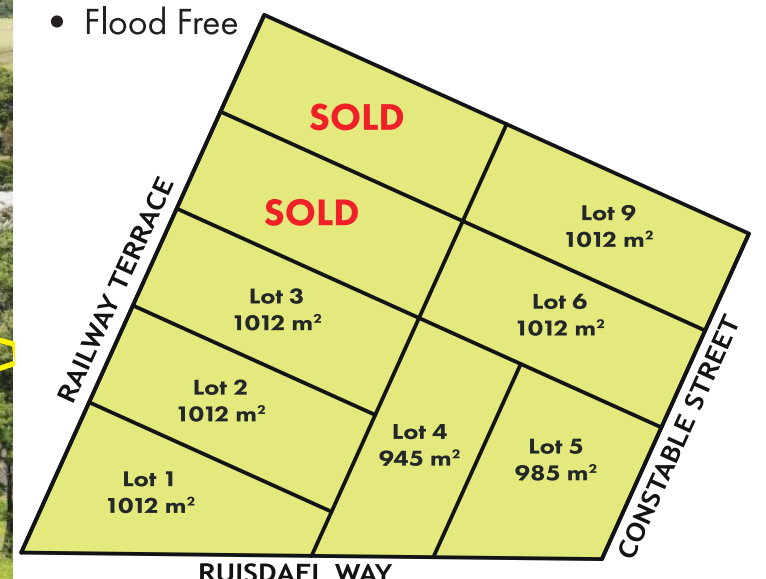 • Flood Free
SOLD
SOLD
Lot 9
1012 m²
Lot 6
1012 m²
Lot 3
1012 m²
Lot 2
1012 m²
Lot 4
945 m²
Lot 5
985 m²
Lot 1
1012 m²
RAILWAY TERRACE
CONSTABLE STREET
RUISDAEL WAY